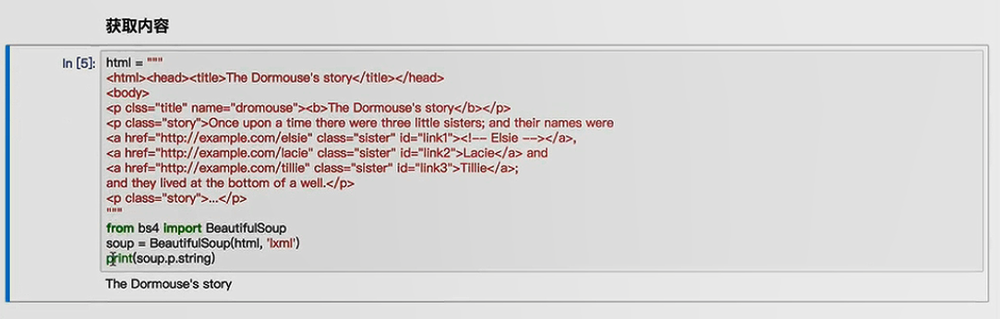 获取内容
In [5]: html = """
<html><head><title>The Dormouse's story</title></head>
<body>
<p clss="title" name="dromouse"><b>The Dormouse's story</b></p>
<p class="story">Once upon a time there were three little sisters; and their names were
<a href="http://example.com/elsie" class="sister" id="link1"><!-- Elsie --></a>,
<a href="http://example.com/lacie" class="sister" id="link2">Lacie</a> and
<a href="http://example.com/tillie" class="sister" id="link3">Tillie</a>;
and they lived at the bottom of a well.</p>
<p class="story">...</p>
"""
from bs4 import BeautifulSoup
soup = BeautifulSoup(html, 'lxml')
print(soup.p.string)
The Dormouse's story